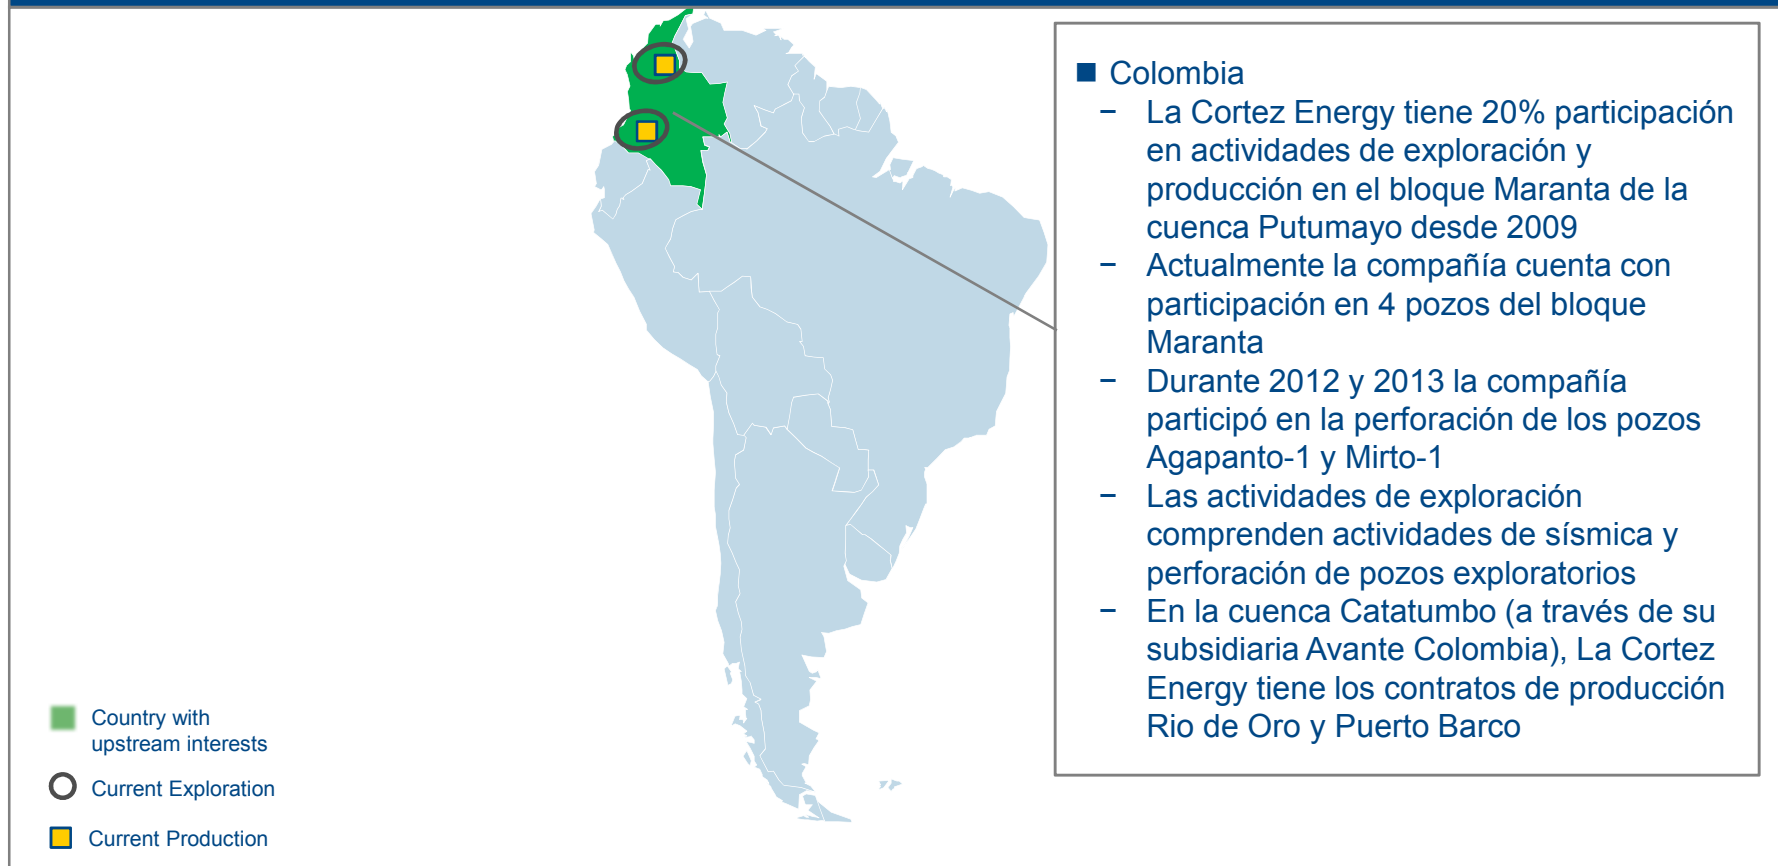 ■ Colombia
– La Cortez Energy tiene 20% participación
en actividades de exploración y
producción en el bloque Maranta de la
cuenca Putumayo desde 2009
– Actualmente la compañía cuenta con
participación en 4 pozos del bloque
Maranta
– Durante 2012 y 2013 la compañía
participó en la perforación de los pozos
Agapanto-1 y Mirto-1
– Las actividades de exploración
comprenden actividades de sísmica y
perforación de pozos exploratorios
– En la cuenca Catatumbo (a través de su
subsidiaria Avante Colombia), La Cortez
Energy tiene los contratos de producción
Rio de Oro y Puerto Barco
Country with
upstream interests
Current Exploration
Current Production